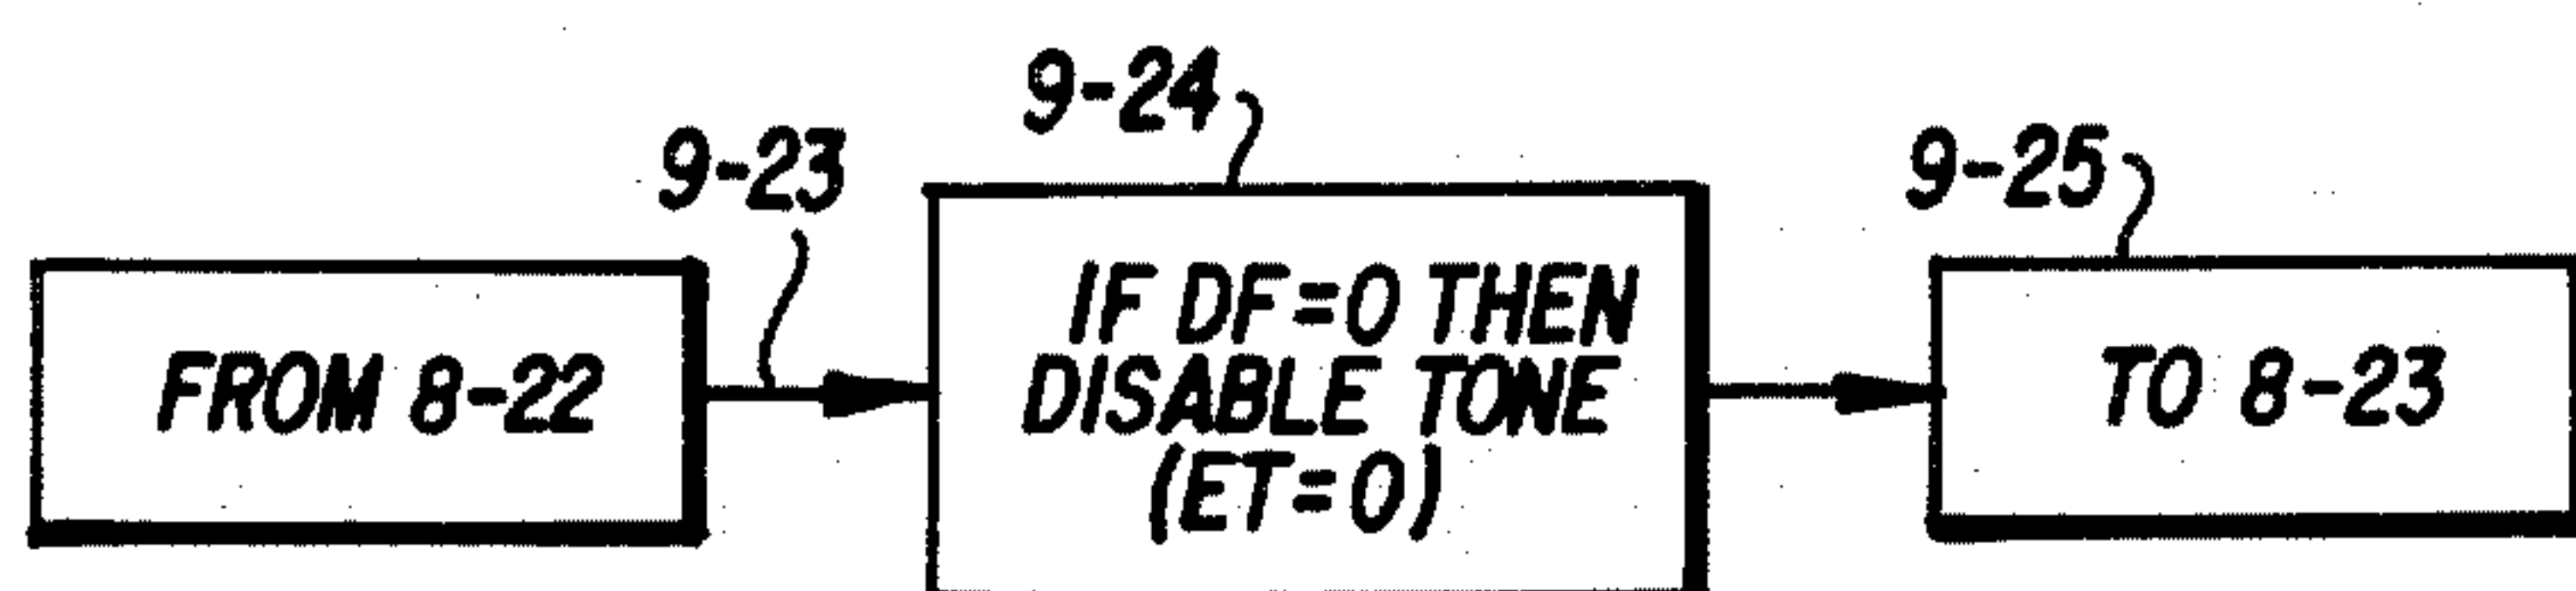 9-23
FROM 8-22
9-24
IF DF=0 THEN
DISABLE TONE
(ET=0)
9-25
TO 8-23